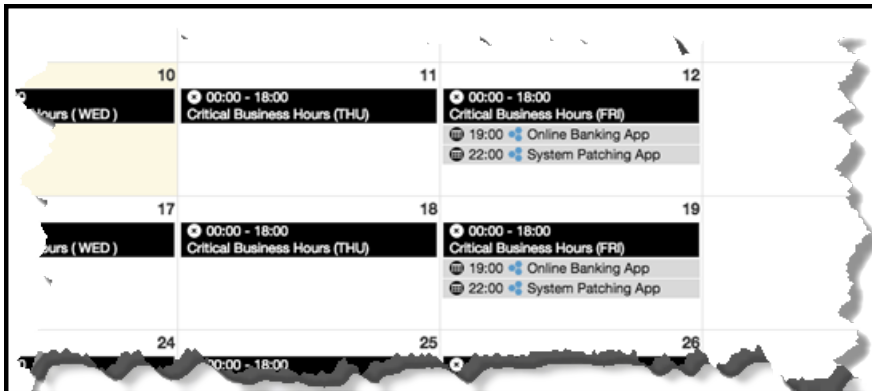 10
11
12
Hours ( WED )
00:00 - 18:00
Critical Business Hours (THU)
00:00 - 18:00
Critical Business Hours (FRI)
19:00 Online Banking App
22:00 System Patching App
17
18
19
ours ( WED )
00:00 - 18:00
Critical Business Hours (THU)
00:00 - 18:00
Critical Business Hours (FRI)
19:00 Online Banking App
22:00 System Patching App
24
25
26
00:00 - 18:00